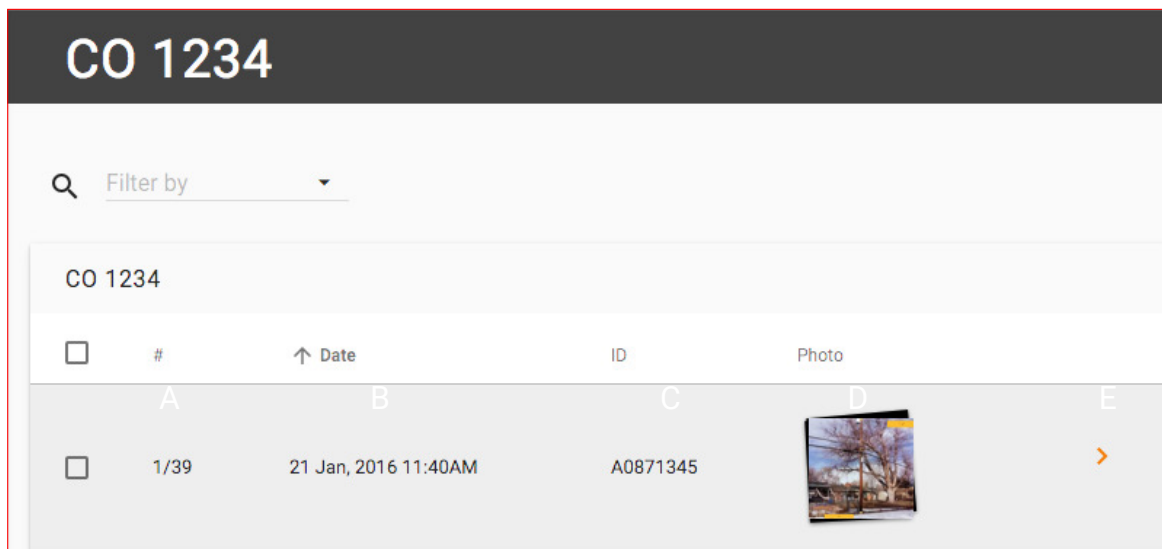 CO 1234
Filter by
CO 1234
# Date ID Photo
A B C D E
1/39 21 Jan, 2016 11:40AM A0871345